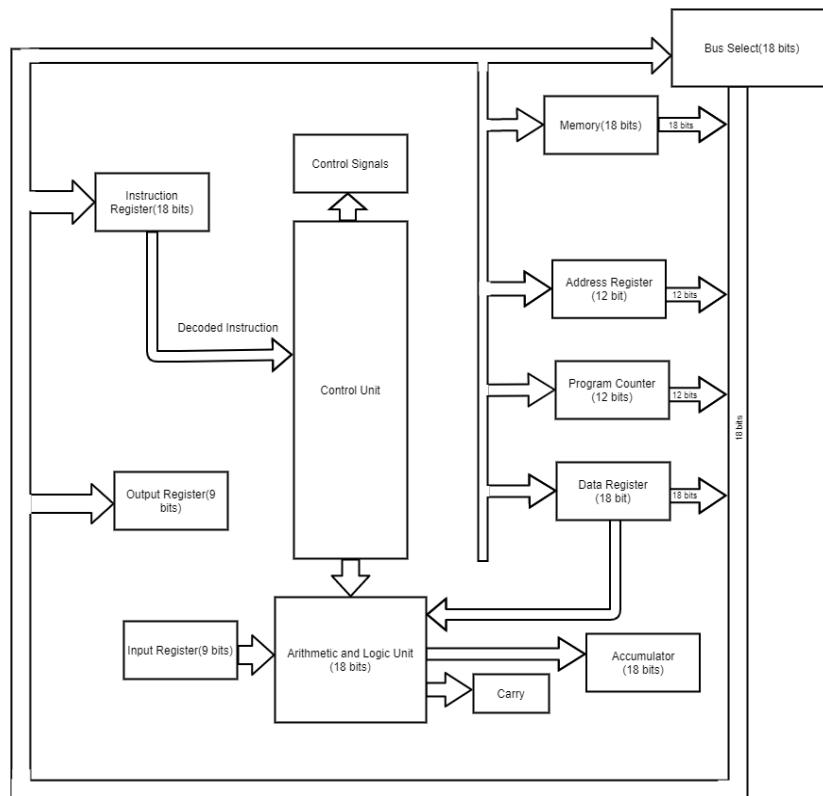 Bus Select(18 bits)
Memory(18 bits)
18 bits
Control Signals
Instruction
Register(18 bits)
Address Register
(12 bit)
12 bits
Decoded Instruction
Control Unit
Program Counter
(12 bits)
12 bits
18 bits
Output Register(9
bits)
Data Register
(18 bit)
18 bits
Input Register(9 bits)
Arithmetic and Logic Unit
(18 bits)
Accumulator
(18 bits)
Carry